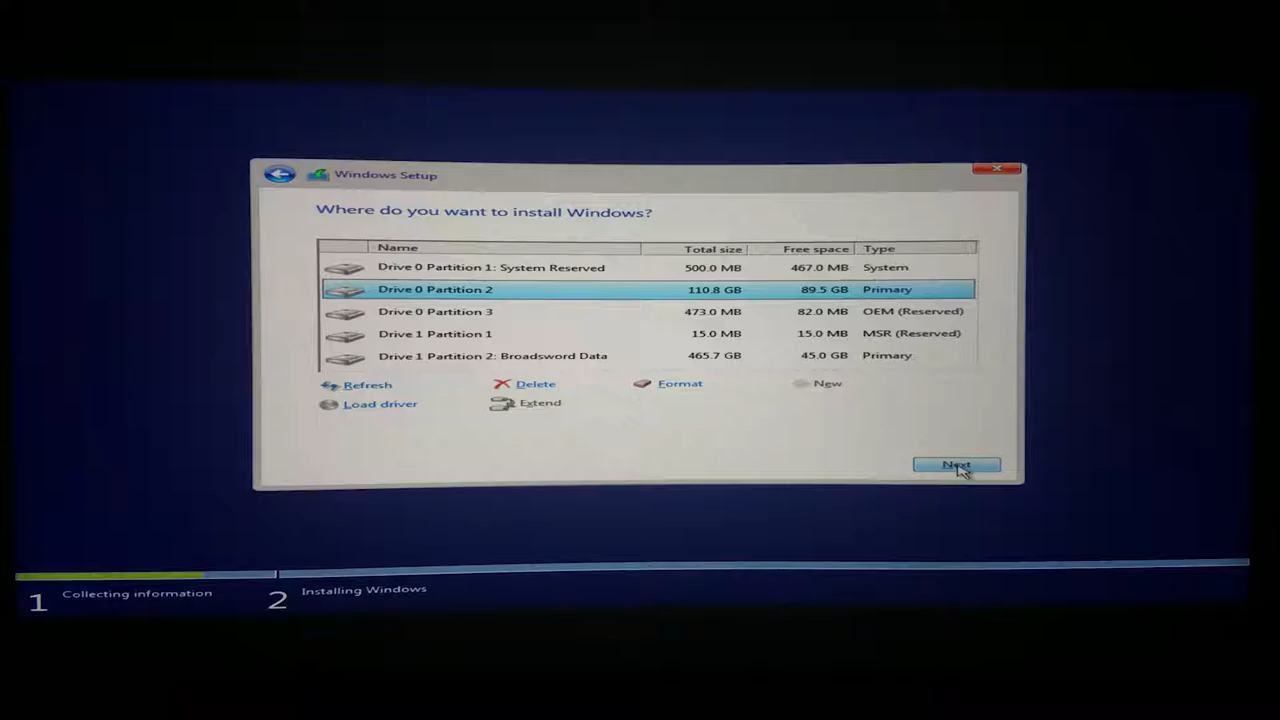 Windows Setup
Where do you want to install Windows?
Name Total size Free space Type
Drive 0 Partition 1: System Reserved 500.0 MB 467.0 MB System
Drive 0 Partition 2 110.8 GB 89.5 GB Primary
Drive 0 Partition 3 473.0 MB 82.0 MB OEM (Reserved)
Drive 1 Partition 1 15.0 MB 15.0 MB MSR (Reserved)
Drive 1 Partition 2: Broadsword Data 465.7 GB 45.0 GB Primary
Refresh Delete Format New
Load driver Extend
Next
1 Collecting information 2 Installing Windows